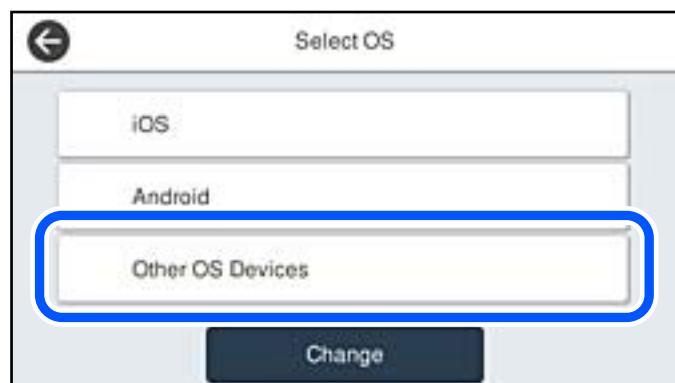 Select OS
iOS
Android
Other OS Devices
Change